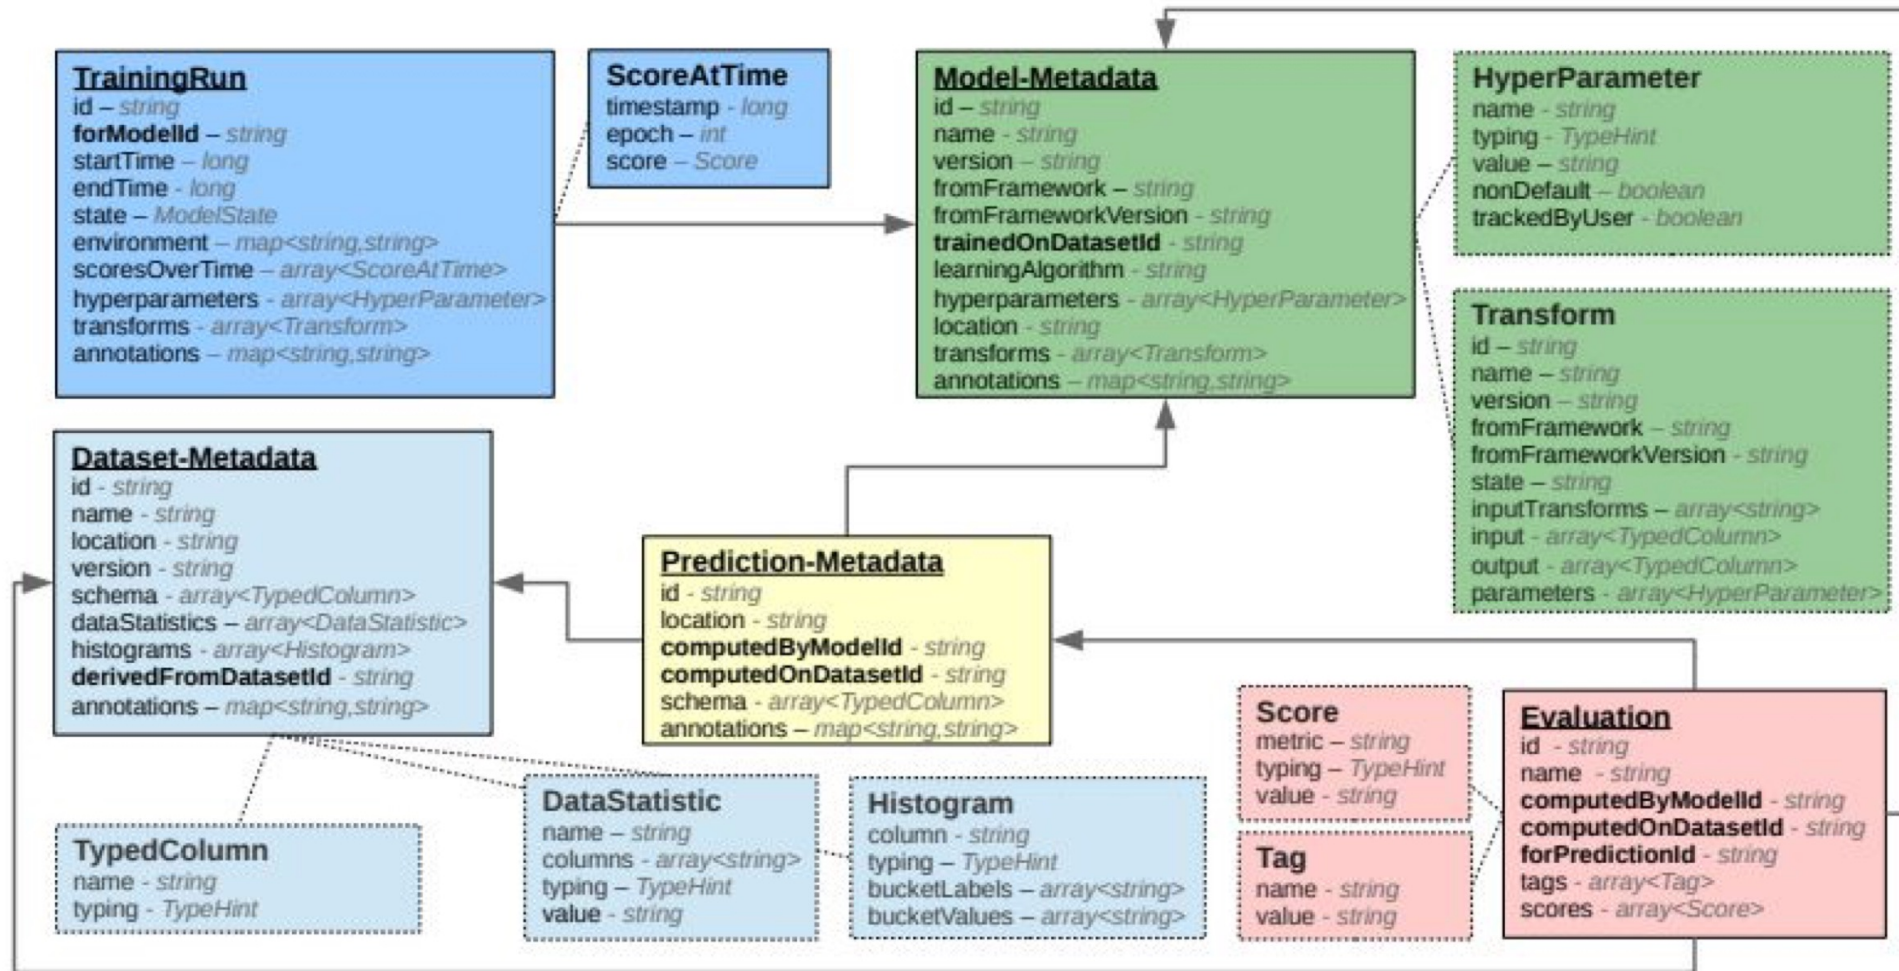 TrainingRun
id – string
forModelId – string
startTime – long
endTime - long
state – ModelState
environment – map<string,string>
scoresOverTime – array<ScoreAtTime>
hyperparameters - array<HyperParameter>
transforms - array<Transform>
annotations – map<string,string>
ScoreAtTime
timestamp - long
epoch – int
score – Score
Model-Metadata
id – string
name - string
version – string
fromFramework – string
fromFrameworkVersion - string
trainedOnDatasetId - string
learningAlgorithm - string
hyperparameters - array<HyperParameter>
location - string
transforms - array<Transform>
annotations – map<string,string>
HyperParameter
name - string
typing - TypeHint
value – string
nonDefault – boolean
trackedByUser - boolean
Transform
id – string
name - string
version – string
fromFramework – string
fromFrameworkVersion - string
state – string
inputTransforms – array<string>
input - array<TypedColumn>
output - array<TypedColumn>
parameters - array<HyperParameter>
Dataset-Metadata
id - string
name - string
location - string
version - string
schema - array<TypedColumn>
dataStatistics – array<DataStatistic>
histograms - array<Histogram>
derivedFromDatasetId - string
annotations – map<string,string>
Prediction-Metadata
id - string
location - string
computedByModelId - string
computedOnDatasetId - string
schema - array<TypedColumn>
annotations – map<string,string>
TypedColumn
name - string
typing - TypeHint
DataStatistic
name – string
columns - array<string>
typing – TypeHint
value - string
Histogram
column - string
typing – TypeHint
bucketLabels – array<string>
bucketValues – array<string>
Score
metric – string
typing – TypeHint
value - string
Tag
name - string
value - string
Evaluation
id - string
name - string
computedByModelId - string
computedOnDatasetId - string
forPredictionId - string
tags - array<Tag>
scores - array<Score>